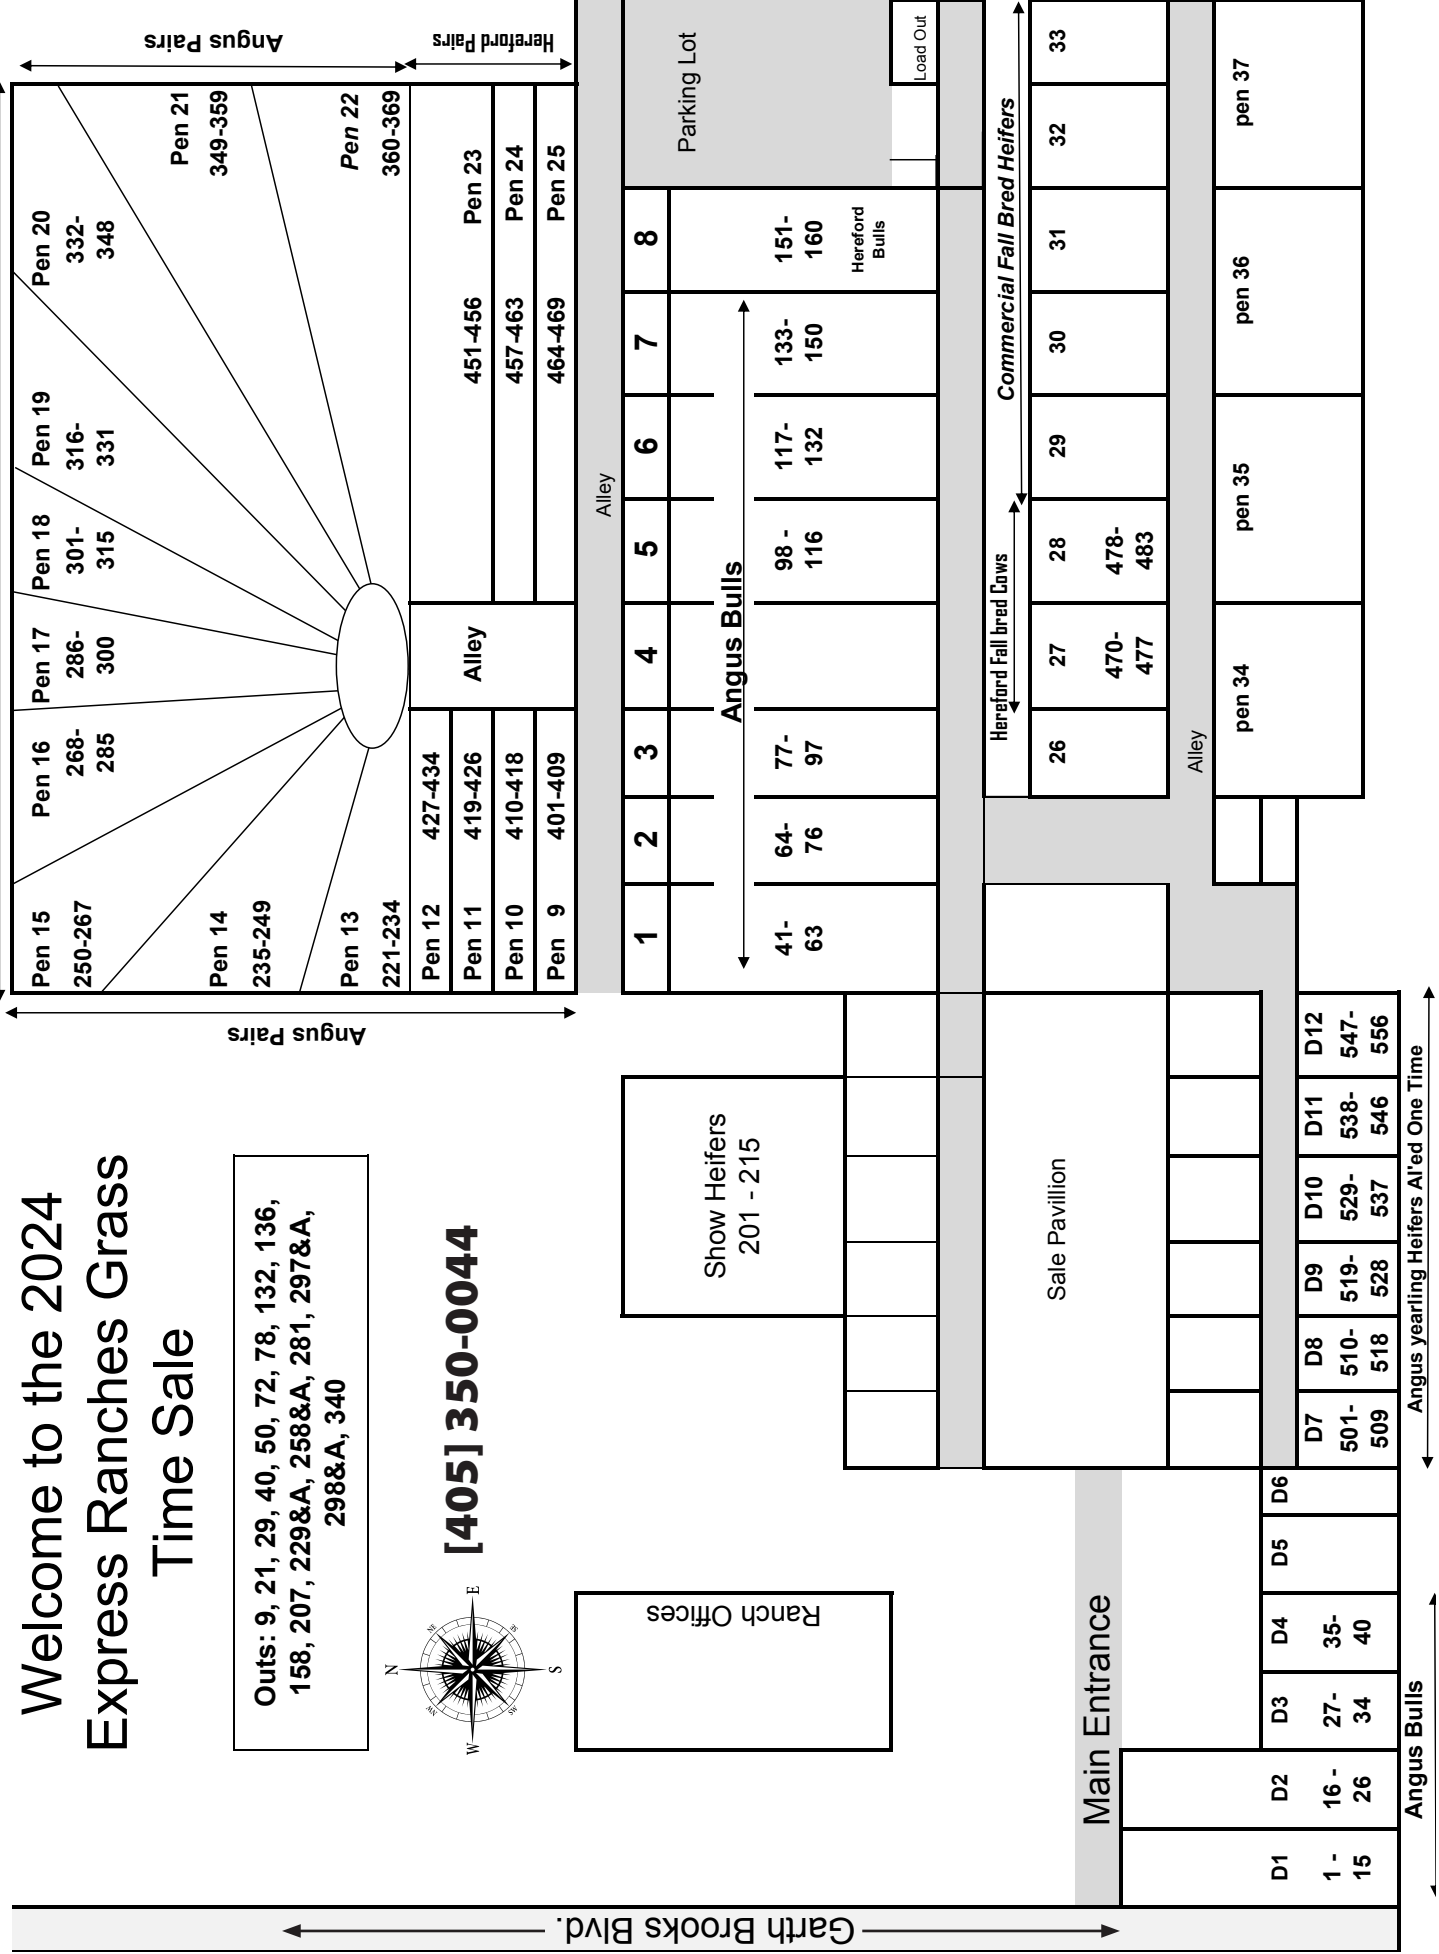 Welcome to the 2024
Express Ranches Grass
Time Sale
Outs: 9, 21, 29, 40, 50, 72, 78, 132, 136,
158, 207, 229&A, 258&A, 281, 297&A,
298&A, 340
[405] 350-0044
N
NE
E
SE
S
SW
W
NW
Ranch Offices
Garth Brooks Blvd.
Main Entrance
Angus Pairs
Pen 15
250-267
Pen 14
235-249
Pen 13
221-234
Pen 16
268-
285
Pen 17
286-
300
Pen 18
301-
315
Pen 19
316-
331
Pen 20
332-
348
Pen 21
349-359
Pen 22
360-369
Angus Pairs
Hereford Pairs
Pen 12 427-434
Pen 11 419-426
Pen 10 410-418
Pen 9 401-409
Alley
451-456 Pen 23
457-463 Pen 24
464-469 Pen 25
Alley
Parking Lot
Load Out
1
2
3
4
5
6
7
8
Angus Bulls
41-
63
64-
76
77-
97
98 -
116
117-
132
133-
150
151-
160
Hereford
Bulls
Show Heifers
201 - 215
Sale Pavillion
Hereford Fall bred Cows
Commercial Fall Bred Heifers
26
27
470-
477
28
478-
483
29
30
31
32
33
Alley
pen 34
pen 35
pen 36
pen 37
D1
1 -
15
D2
16 -
26
D3
27-
34
D4
35-
40
D5
D6
D7
501-
509
D8
510-
518
D9
519-
528
D10
529-
537
D11
538-
546
D12
547-
556
Angus Bulls
Angus yearling Heifers AI'ed One Time